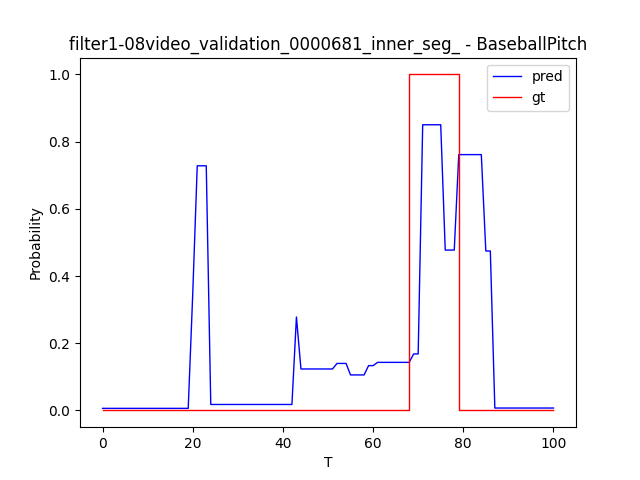 filter1-08video_validation_0000681_inner_seg_ - BaseballPitch
pred
gt
1.0
0.8
0.6
0.4
0.2
0.0
Probability
0
20
40
60
80
100
T